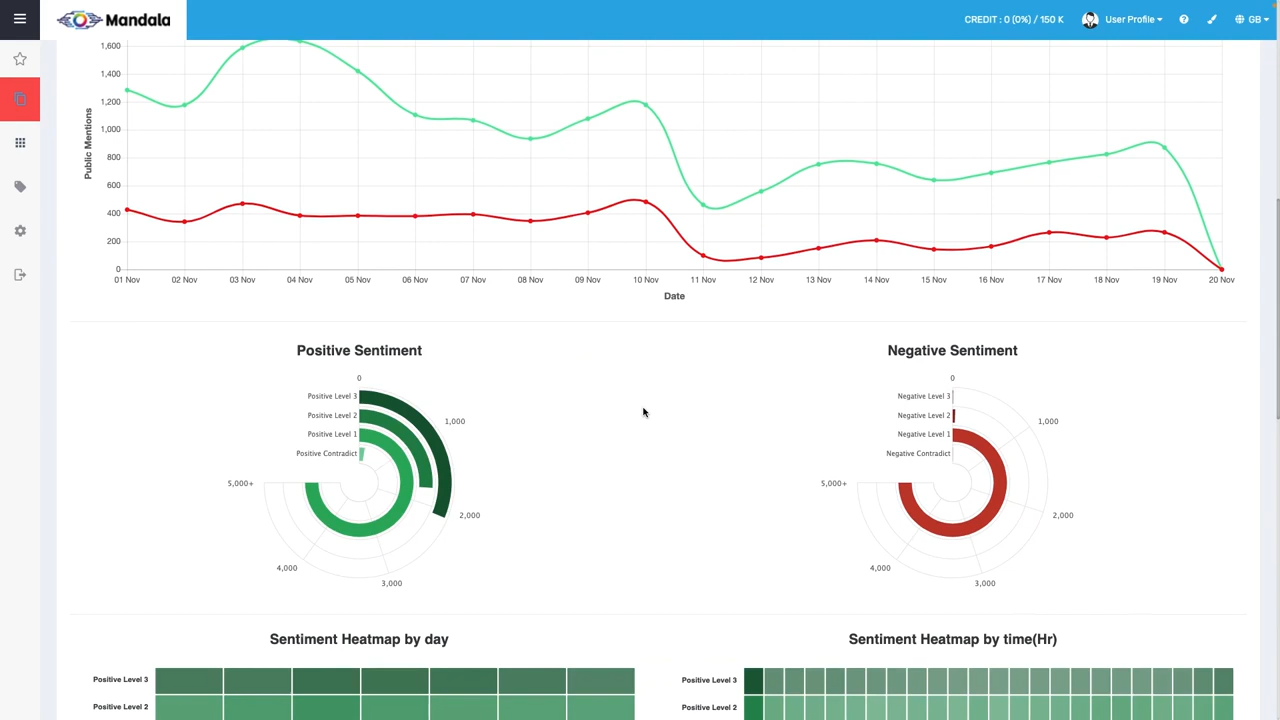 Mandala
CREDIT : 0 (0%) / 150 K
User Profile
GB
1,600
1,400
1,200
1,000
800
600
400
200
0
Public Mentions
01 Nov 02 Nov 03 Nov 04 Nov 05 Nov 06 Nov 07 Nov 08 Nov 09 Nov 10 Nov 11 Nov 12 Nov 13 Nov 14 Nov 15 Nov 16 Nov 17 Nov 18 Nov 19 Nov 20 Nov
Date
Positive Sentiment
0
Positive Level 3
Positive Level 2
Positive Level 1
Positive Contradict
1,000
2,000
3,000
4,000
5,000+
Negative Sentiment
0
Negative Level 3
Negative Level 2
Negative Level 1
Negative Contradict
1,000
2,000
3,000
4,000
5,000+
Sentiment Heatmap by day
Positive Level 3
Positive Level 2
Sentiment Heatmap by time(Hr)
Positive Level 3
Positive Level 2